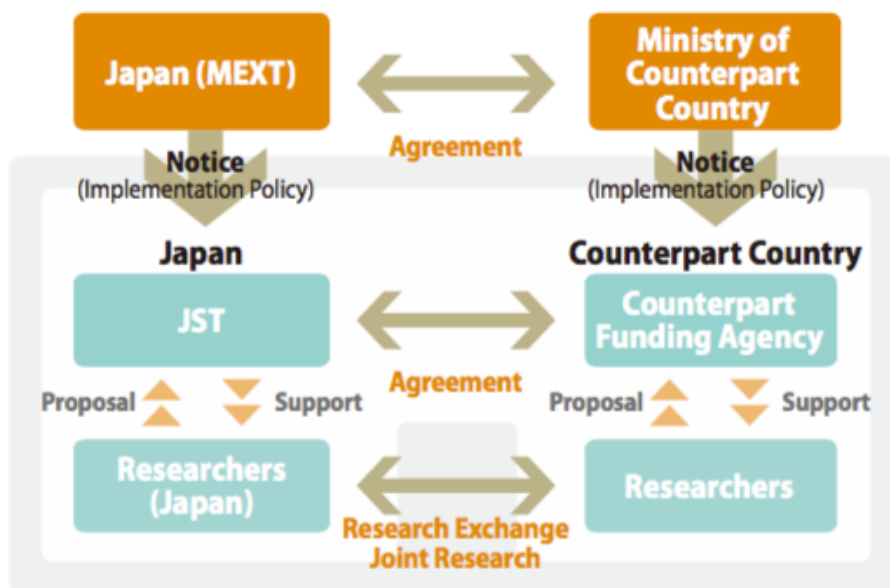 Japan (MEXT)
Ministry of
Counterpart
Country
Agreement
Notice
(Implementation Policy)
Notice
(Implementation Policy)
Japan
Counterpart Country
JST
Counterpart
Funding Agency
Agreement
Proposal
Support
Proposal
Support
Researchers
(Japan)
Researchers
Research Exchange
Joint Research